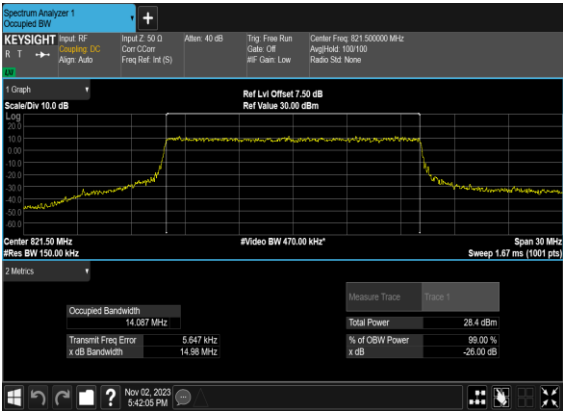 Spectrum Analyzer 1
Occupied BW
KEYSIGHT
R T
LXI
Input: RF
Coupling: DC
Align: Auto
Input Z: 50 Ω
Corr CCorr
Freq Ref: Int (S)
Atten: 40 dB
Trig: Free Run
Gate: Off
#IF Gain: Low
Center Freq: 821.500000 MHz
Avg|Hold: 100/100
Radio Std: None
1 Graph
Scale/Div 10.0 dB
Ref Lvl Offset 7.50 dB
Ref Value 30.00 dBm
Log
20.0
10.0
0.00
-10.0
-20.0
-30.0
-40.0
-50.0
-60.0
Center 821.50 MHz
#Res BW 150.00 kHz
#Video BW 470.00 kHz*
Span 30 MHz
Sweep 1.67 ms (1001 pts)
2 Metrics
Occupied Bandwidth
14.087 MHz
Transmit Freq Error 5.647 kHz
x dB Bandwidth 14.98 MHz
Measure Trace Trace 1
Total Power 28.4 dBm
% of OBW Power 99.00 %
x dB -26.00 dB
?
Nov 02, 2023
5:42:05 PM